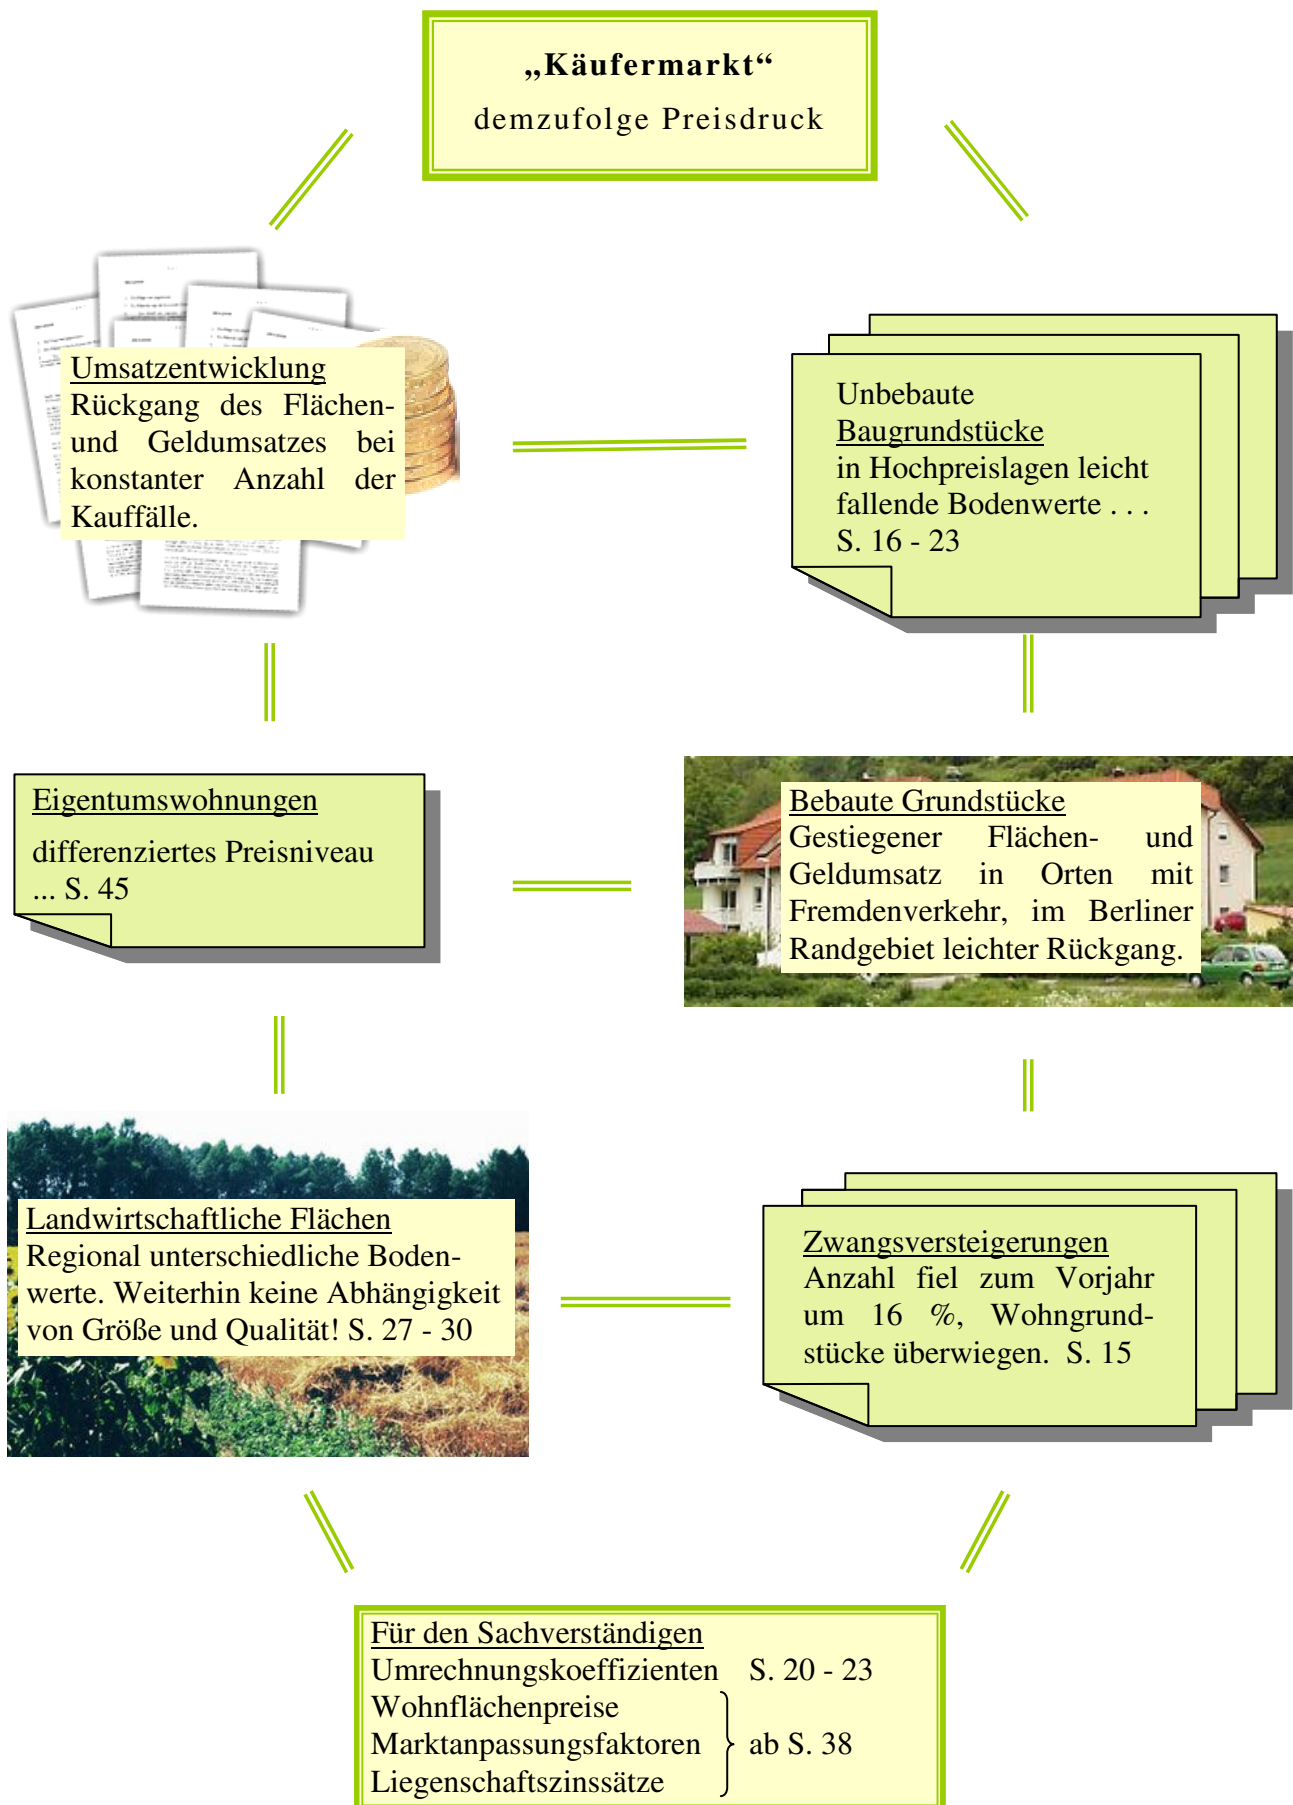 „Käufermarkt“
demzufolge Preisdruck
Umsatzentwicklung
Rückgang des Flächen-
und Geldumsatzes bei
konstanter Anzahl der
Kauffälle.
Unbebaute
Baugrundstücke
in Hochpreislagen leicht
fallende Bodenwerte . . .
S. 16 - 23
Eigentumswohnungen
differenziertes Preisniveau
... S. 45
Bebaute Grundstücke
Gestiegener Flächen- und
Geldumsatz in Orten mit
Fremdenverkehr, im Berliner
Randgebiet leichter Rückgang.
Landwirtschaftliche Flächen
Regional unterschiedliche Boden-
werte. Weiterhin keine Abhängigkeit
von Größe und Qualität! S. 27 - 30
Zwangsversteigerungen
Anzahl fiel zum Vorjahr
um 16 %, Wohngrund-
stücke überwiegen. S. 15
Für den Sachverständigen
Umrechnungskoeffizienten S. 20 - 23
Wohnflächenpreise
Marktanpassungsfaktoren ab S. 38
Liegenschaftszinssätze